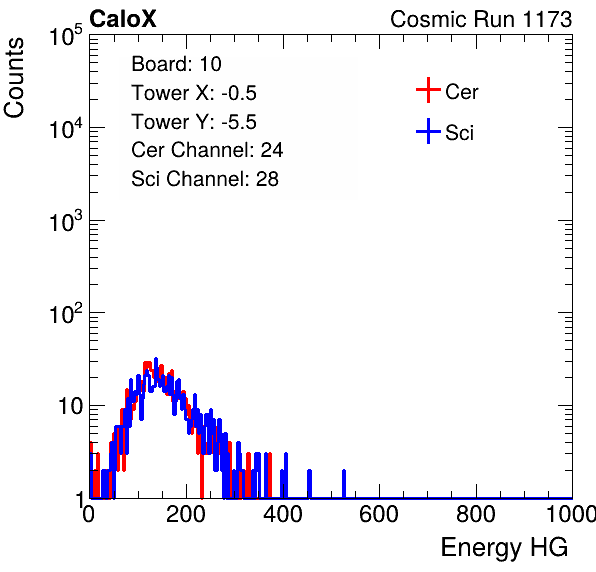 CaloX Cosmic Run 1173
Counts
10^5
10^4
10^3
10^2
10
1
Board: 10
Tower X: -0.5
Tower Y: -5.5
Cer Channel: 24
Sci Channel: 28
Cer
Sci
0 200 400 600 800 1000
Energy HG